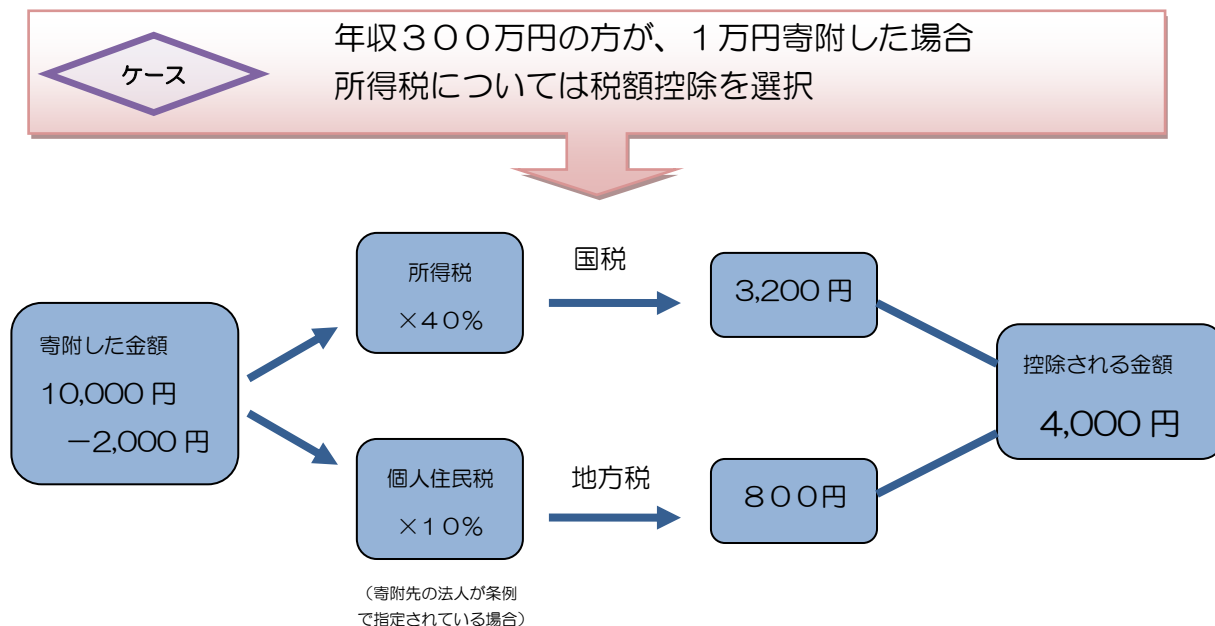 ケース
年収３００万円の方が、１万円寄附した場合
所得税については税額控除を選択
寄附した金額
10,000 円
－2,000 円
所得税
×４０％
国税
3,200 円
個人住民税
×１０％
地方税
８００円
控除される金額
4,000 円
（寄附先の法人が条例
で指定されている場合）